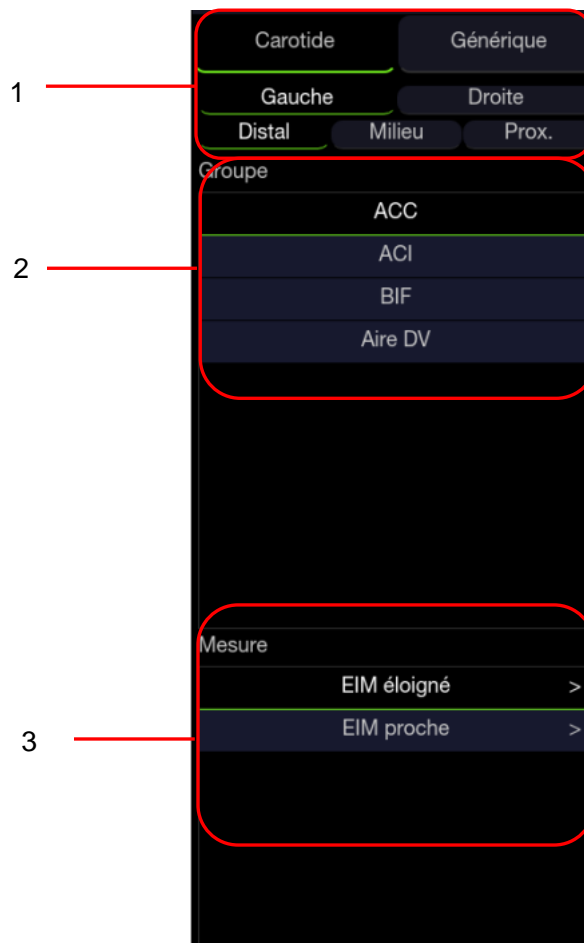 Carotide Générique
1
Gauche Droite
Distal Milieu Prox.
Groupe
ACC
2
ACI
BIF
Aire DV
Mesure
EIM éloigné >
3
EIM proche >